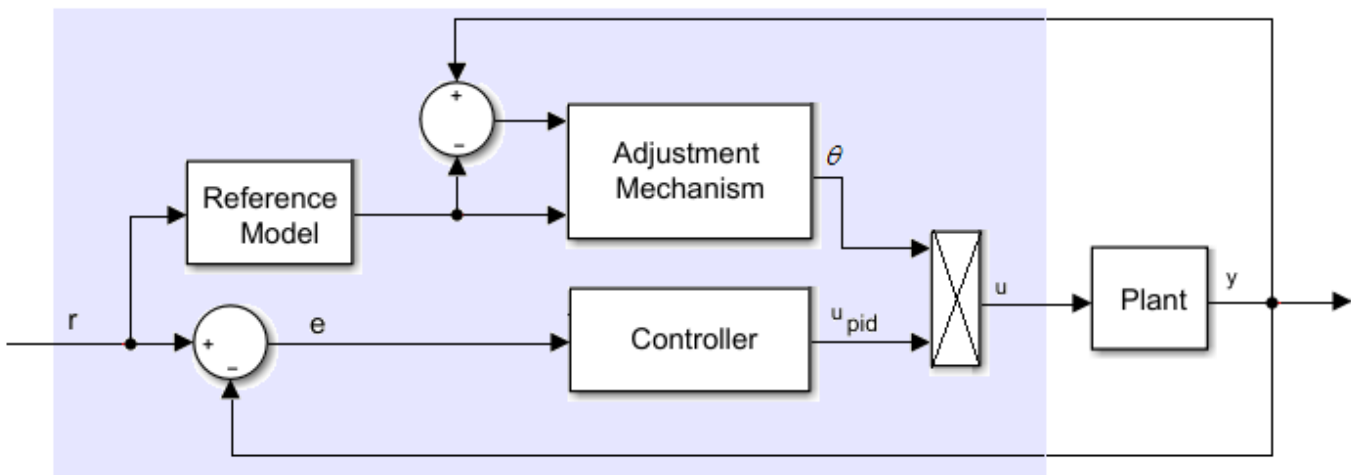 +
−
Adjustment
Mechanism
θ
Reference
Model
r
+
−
e
Controller
u pid
u
Plant
y